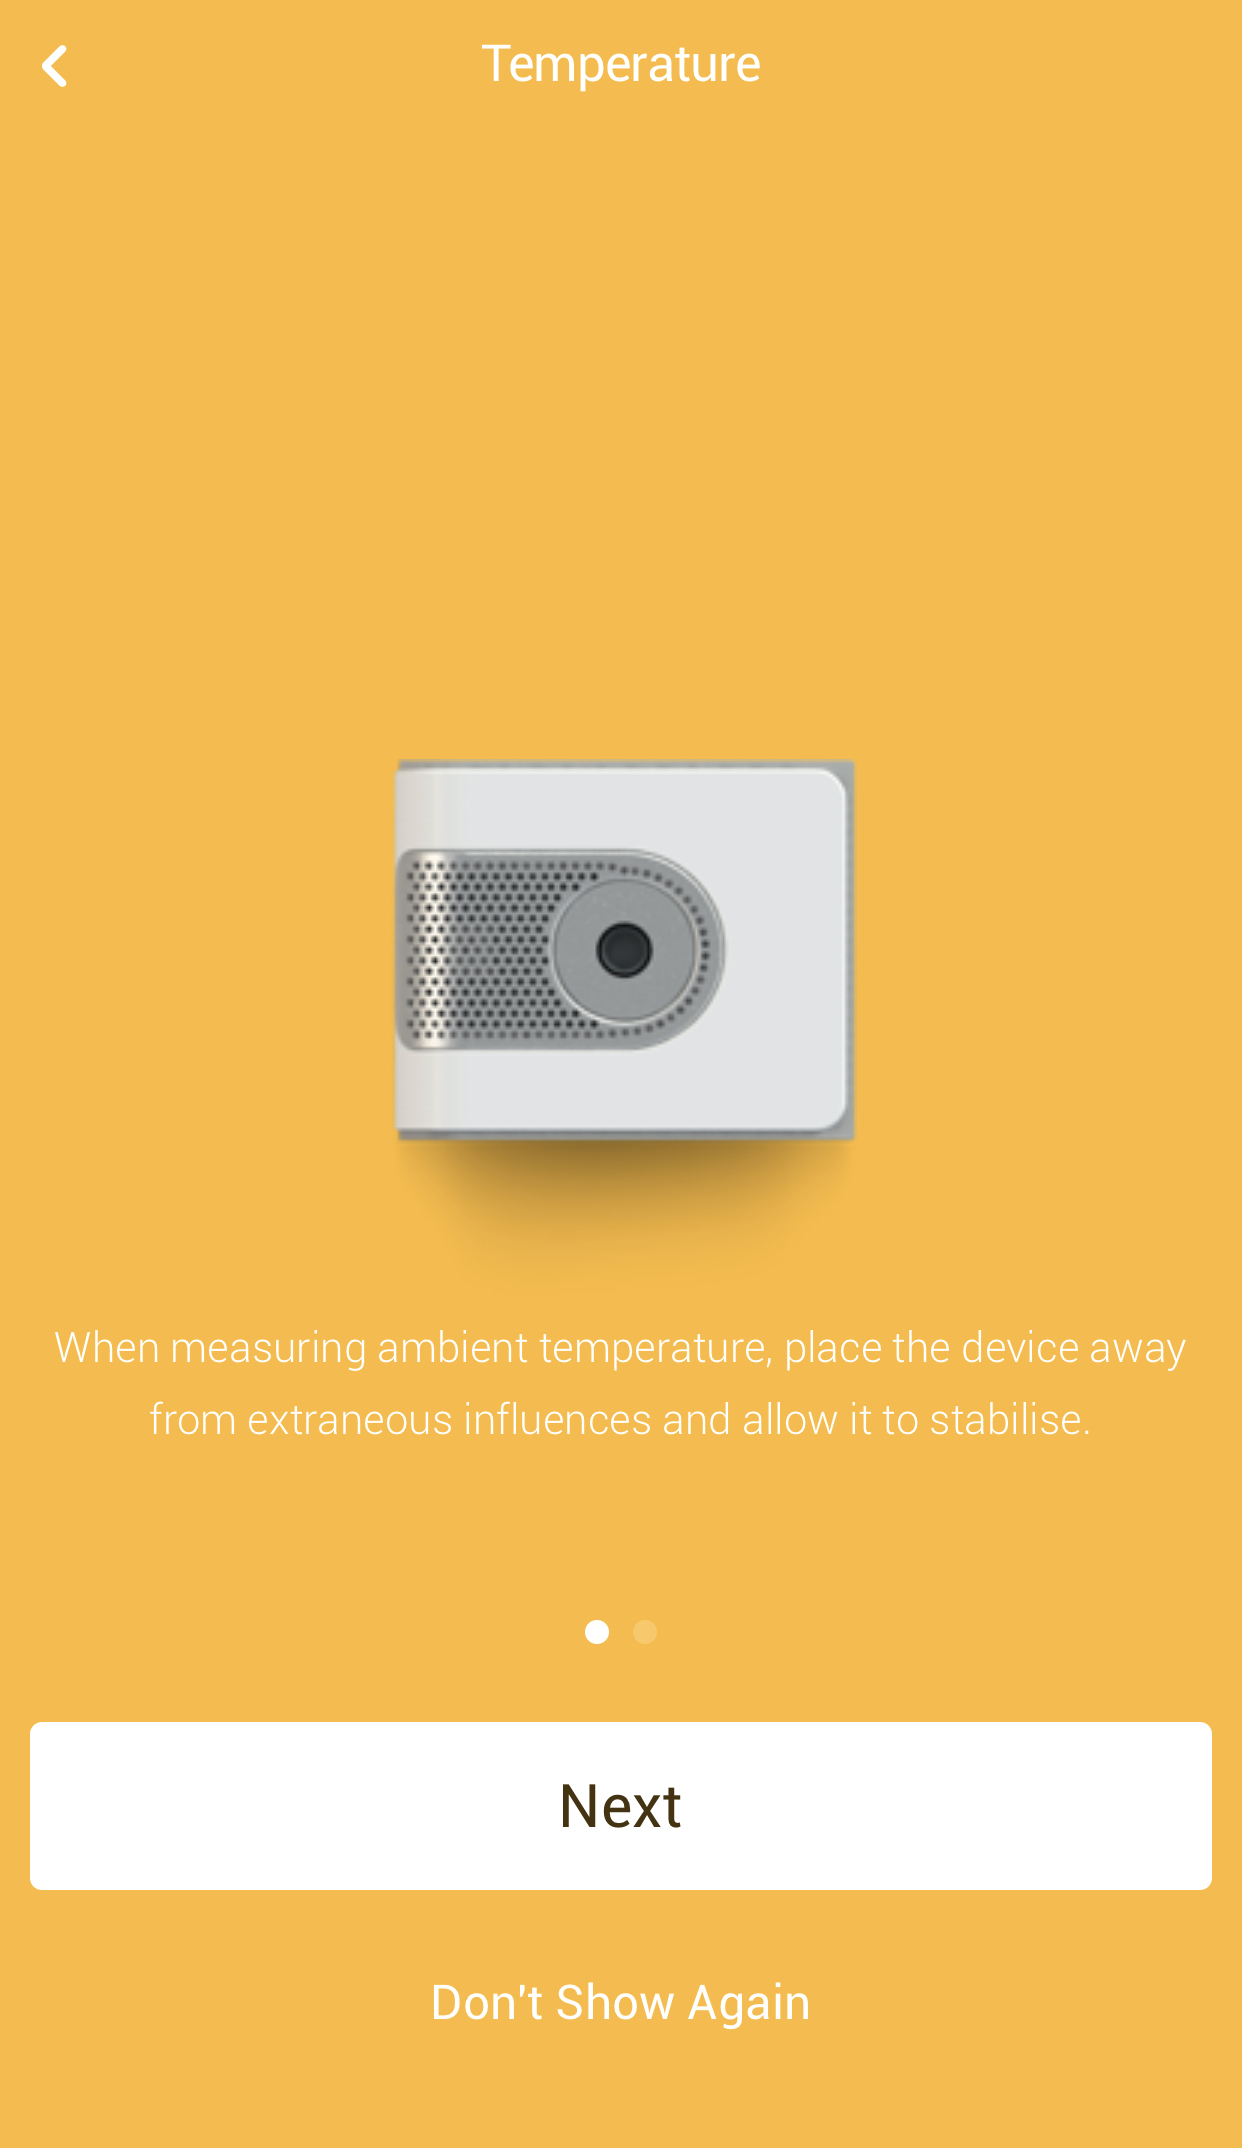 Temperature
When measuring ambient temperature, place the device away
from extraneous influences and allow it to stabilise.
Next
Don't Show Again